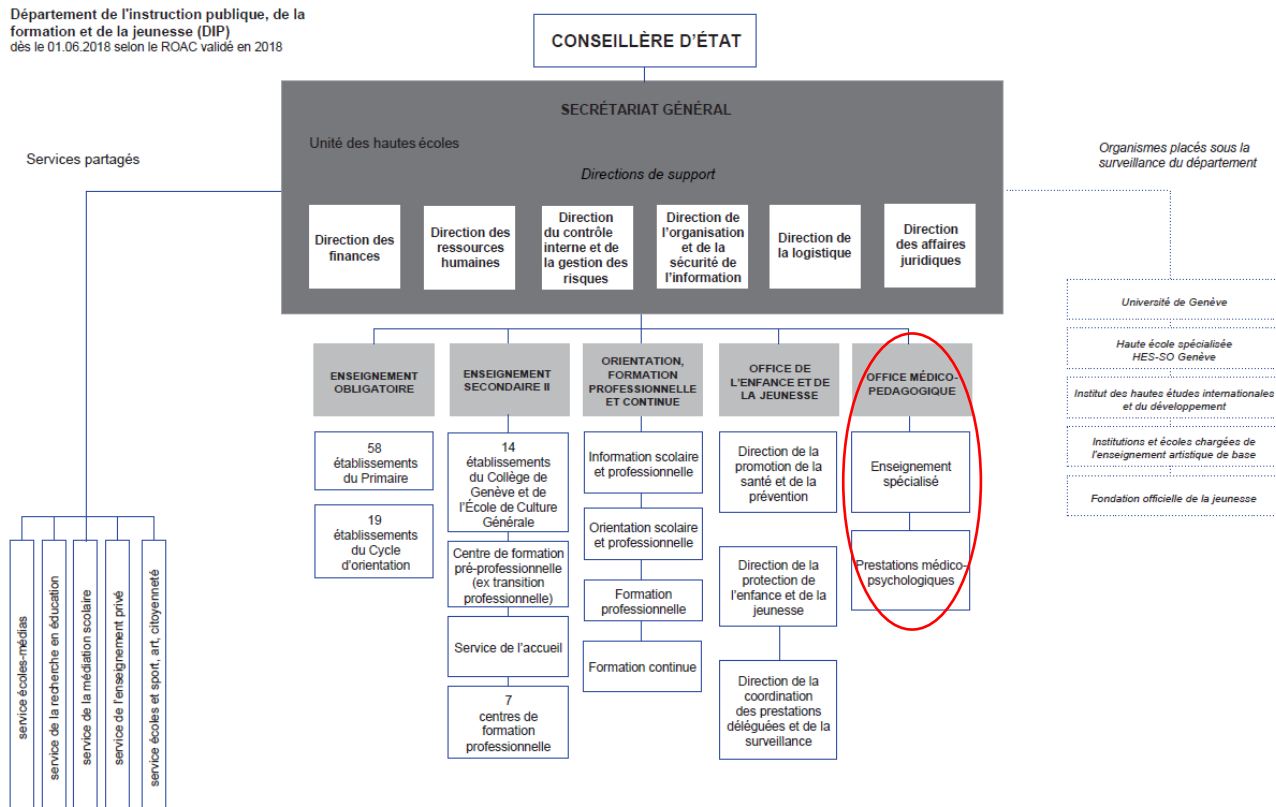 Département de l'instruction publique, de la
formation et de la jeunesse (DIP)
dès le 01.06.2018 selon le ROAC validé en 2018
CONSEILLÈRE D'ÉTAT
SECRÉTARIAT GÉNÉRAL
Unité des hautes écoles
Directions de support
Direction des
finances
Direction des
ressources
humaines
Direction
du contrôle
interne et de
la gestion des
risques
Direction de
l'organisation
et de la
sécurité de
l'information
Direction de
la logistique
Direction
des affaires
juridiques
Services partagés
Organismes placés sous la
surveillance du département
Université de Genève
Haute école spécialisée
HES-SO Genève
Institut des hautes études internationales
et du développement
Institutions et écoles chargées de
l'enseignement artistique de base
Fondation officielle de la jeunesse
ENSEIGNEMENT
OBLIGATOIRE
58
établissements
du Primaire
19
établissements
du Cycle
d'orientation
ENSEIGNEMENT
SECONDAIRE II
14
établissements
du Collège de
Genève et de
l'École de Culture
Générale
Centre de formation
pré-professionnelle
(ex transition
professionnelle)
Service de l'accueil
7
centres de
formation
professionnelle
ORIENTATION,
FORMATION
PROFESSIONNELLE
ET CONTINUE
Information scolaire
et professionnelle
Orientation scolaire
et professionnelle
Formation
professionnelle
Formation continue
OFFICE DE
L'ENFANCE ET DE
LA JEUNESSE
Direction de la
promotion de la
santé et de la
prévention
Direction de la
protection de
l'enfance et de la
jeunesse
Direction de la
coordination
des prestations
déléguées et de la
surveillance
OFFICE MÉDICO-
PEDAGOGIQUE
Enseignement
spécialisé
Prestations médico-
psychologiques
service écoles-médias
service de la recherche en éducation
service de la médiation scolaire
service de l'enseignement privé
service écoles et sport, art, citoyenneté